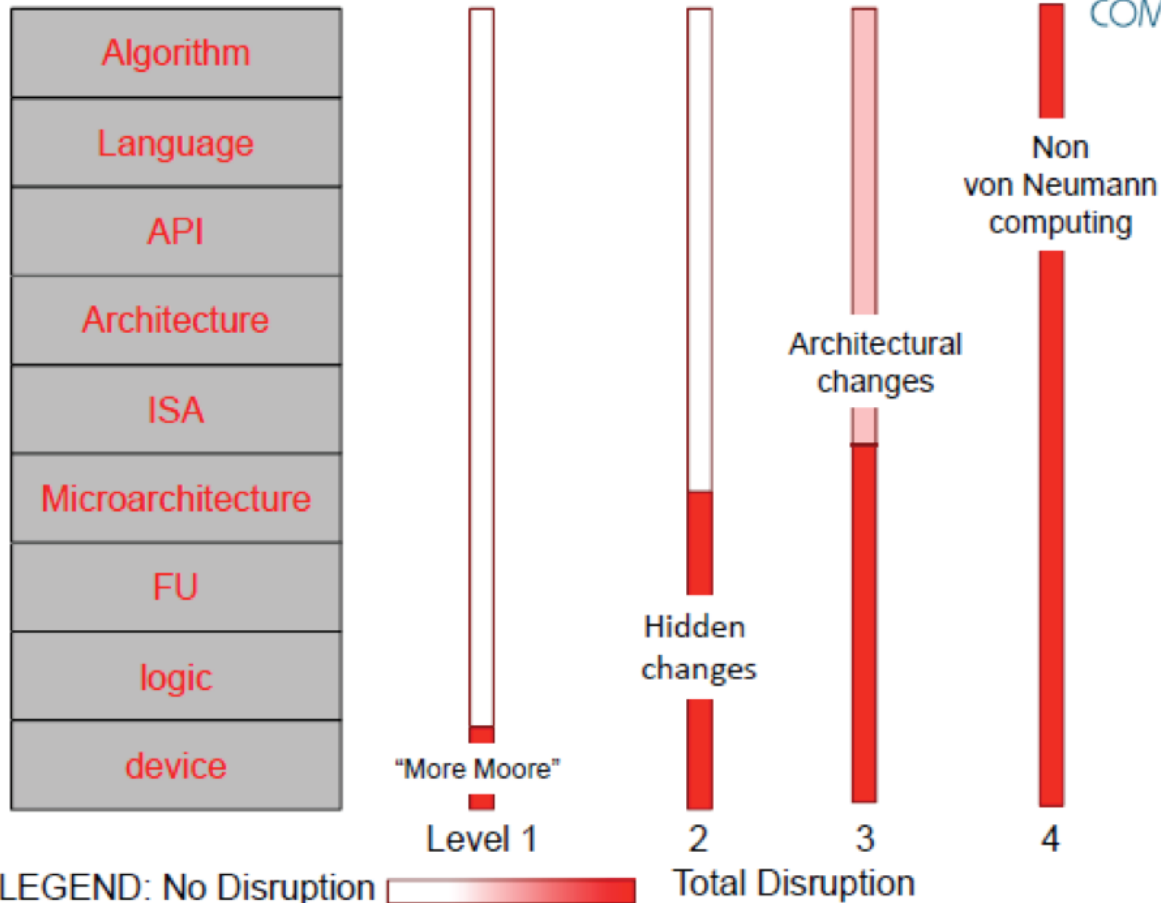 COM
Algorithm
Language
API
Architecture
ISA
Microarchitecture
FU
logic
device
"More Moore"
Hidden
changes
Architectural
changes
Non
von Neumann
computing
Level 1
2
3
4
LEGEND: No Disruption
Total Disruption